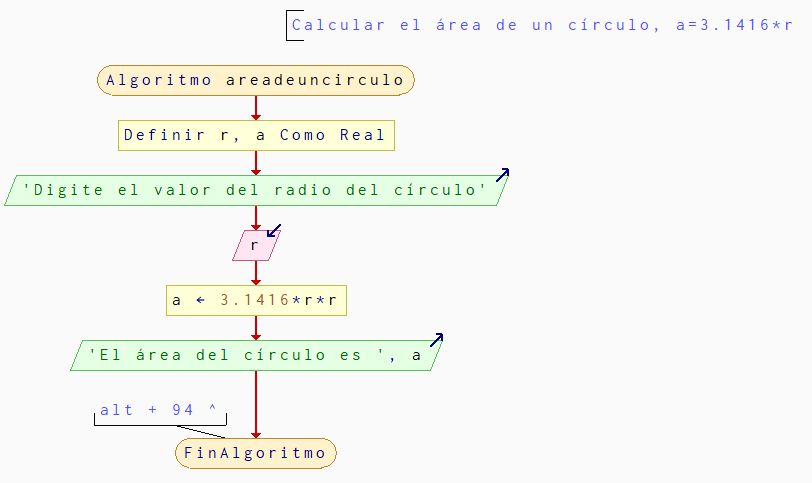 Calcular el área de un círculo, a=3.1416*r
Algoritmo areadeuncirculo
Definir r, a Como Real
'Digite el valor del radio del círculo'
r
a ← 3.1416*r*r
'El área del círculo es ', a
alt + 94 ^
FinAlgoritmo